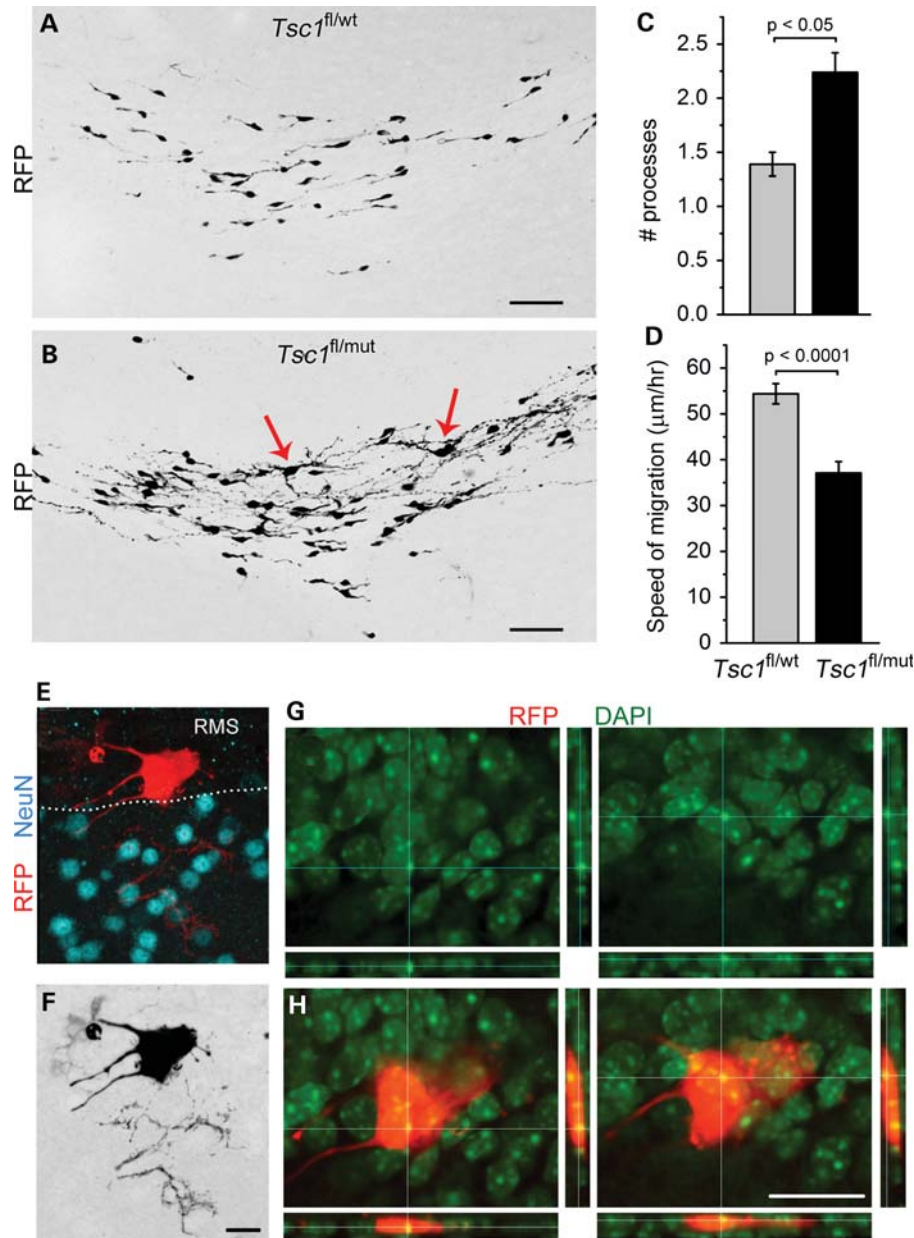 A
Tsc1fl/wt
RFP
B
Tsc1fl/mut
RFP
C
p < 0.05
# processes
2.5
2.0
1.5
1.0
0.5
0.0
D
p < 0.0001
Speed of migration (μm/hr)
60
50
40
30
20
10
0
Tsc1fl/wt
Tsc1fl/mut
E
RMS
RFP NeuN
F
G
RFP DAPI
H